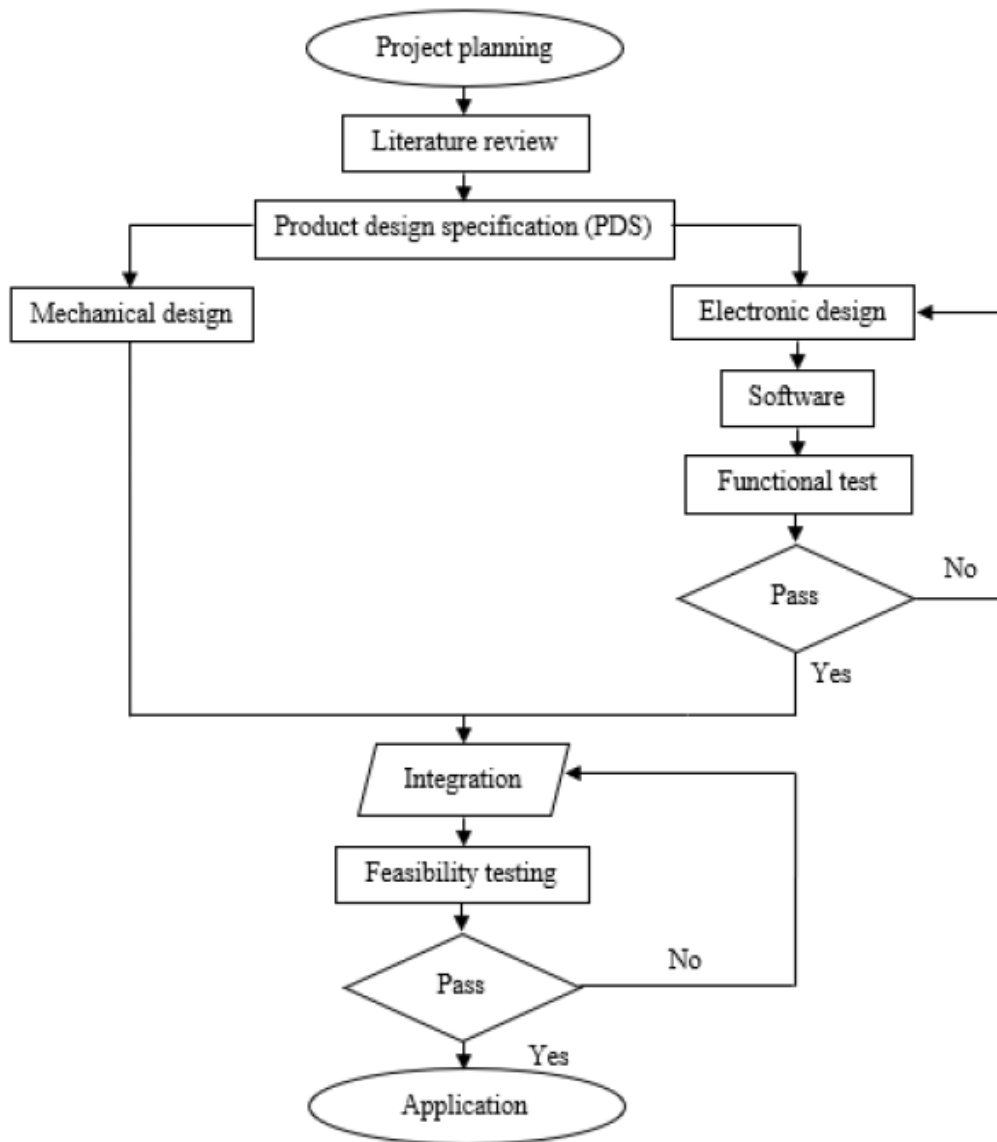 Project planning
Literature review
Product design specification (PDS)
Mechanical design
Electronic design
Software
Functional test
Pass
No
Yes
Integration
Feasibility testing
Pass
No
Yes
Application